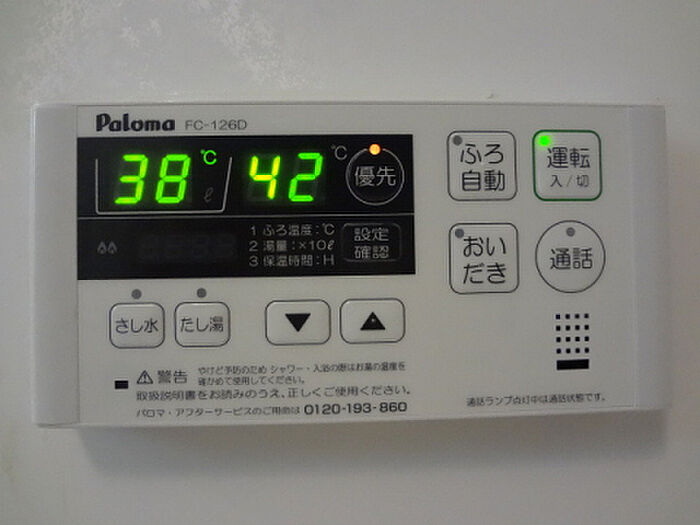 Paloma FC-126D
38 ℃ ℓ 42 ℃ 優先
1 ふろ温度：℃
2 湯量：×10ℓ
3 保温時間：H
設定
確認
ふろ
自動
運転
入/切
おい
だき
通話
さし水
たし湯
▼
▲
⚠警告 やけど予防のため シャワー・入浴の際はお湯の温度を
確かめて使用してください。
取扱説明書をお読みのうえ、正しくご使用ください。
パロマ・アフターサービスのご用命は 0120-193-860
通話ランプ点灯中は通話状態です。